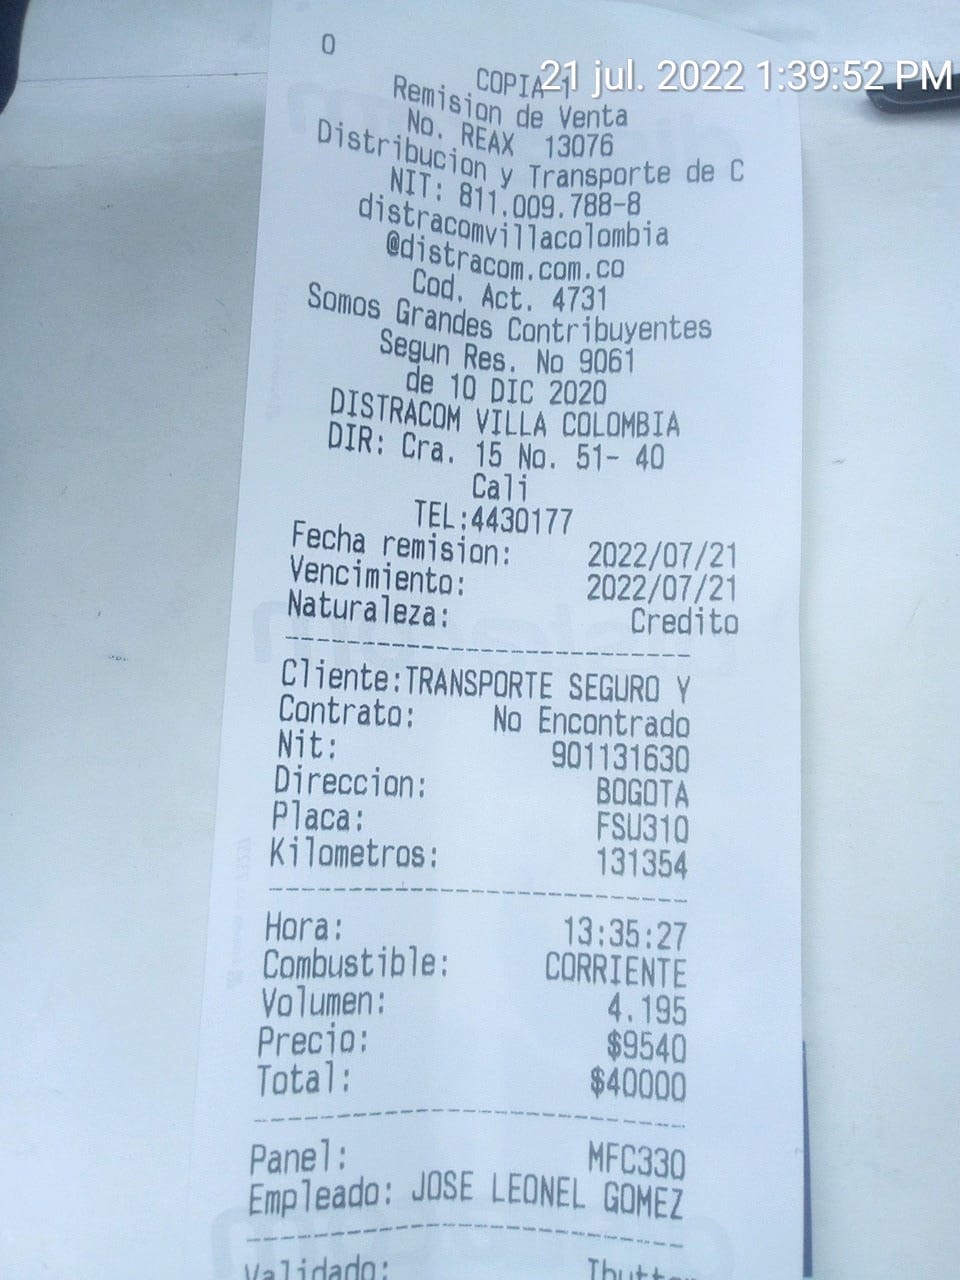 0
21 jul. 2022 1:39:52 PM
COPIA-1
Remision de Venta
No. REAX 13076
Distribucion y Transporte de C
NIT: 811.009.788-8
distracomvillacolombia
@distracom.com.co
Cod. Act. 4731
Somos Grandes Contribuyentes
Segun Res. No 9061
de 10 DIC 2020
DISTRACOM VILLA COLOMBIA
DIR: Cra. 15 No. 51- 40
Cali
TEL:4430177
Fecha remision: 2022/07/21
Vencimiento: 2022/07/21
Naturaleza: Credito
Cliente:TRANSPORTE SEGURO Y
Contrato: No Encontrado
Nit: 901131630
Direccion: BOGOTA
Placa: FSU310
Kilometros: 131354
Hora: 13:35:27
Combustible: CORRIENTE
Volumen: 4.195
Precio: $9540
Total: $40000
Panel: MFC330
Empleado: JOSE LEONEL GOMEZ
Validado: